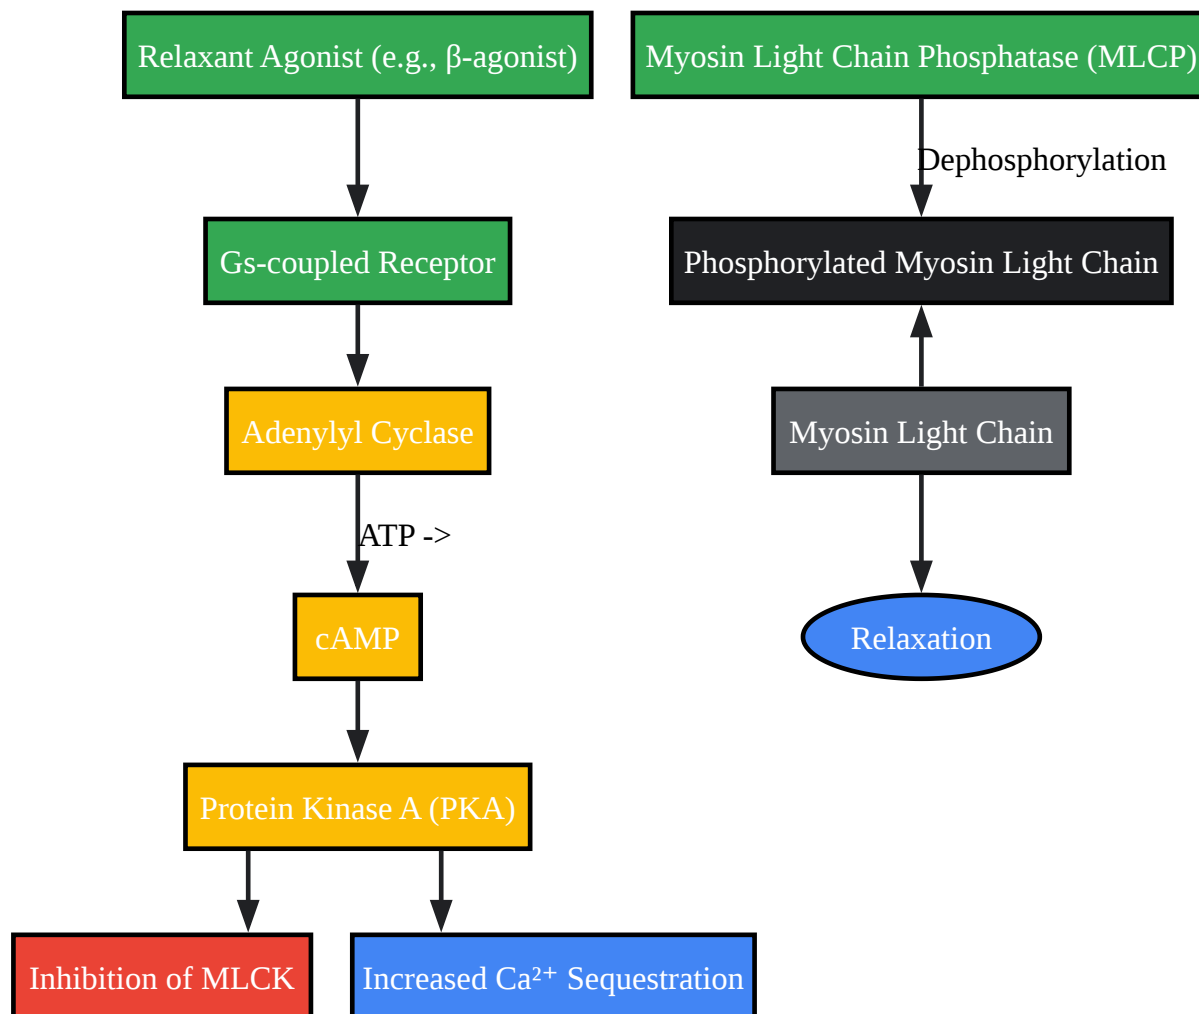 Relaxant Agonist (e.g., β-agonist)
Myosin Light Chain Phosphatase (MLCP)
Dephosphorylation
Gs-coupled Receptor
Phosphorylated Myosin Light Chain
Adenylyl Cyclase
Myosin Light Chain
ATP ->
cAMP
Relaxation
Protein Kinase A (PKA)
Inhibition of MLCK
Increased Ca²⁺ Sequestration